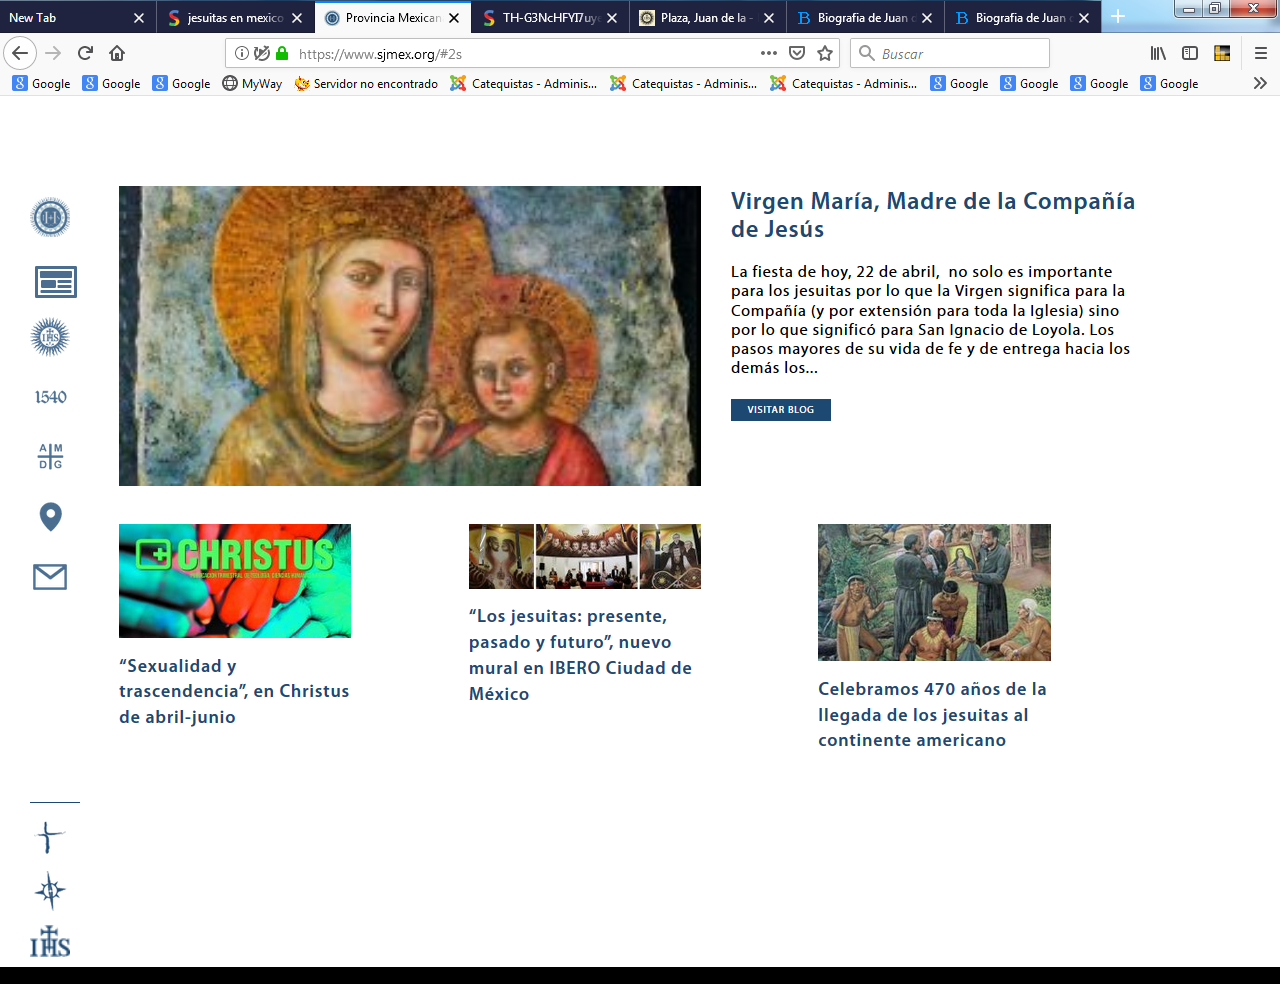 New Tab
jesuitas en mexico
Provincia Mexican
TH-G3NcHFYI7uye
Plaza, Juan de la -
Biografia de Juan d
Biografia de Juan d
https://www.sjmex.org/#2s
Buscar
Google
Google
Google
MyWay
Servidor no encontrado
Catequistas - Adminis...
Catequistas - Adminis...
Catequistas - Adminis...
Google
Google
Google
Google
Virgen María, Madre de la Compañía
de Jesús
La fiesta de hoy, 22 de abril,  no solo es importante
para los jesuitas por lo que la Virgen significa para la
Compañía (y por extensión para toda la Iglesia) sino
por lo que significó para San Ignacio de Loyola. Los
pasos mayores de su vida de fe y de entrega hacia los
demás los...
VISITAR BLOG
IHS
1540
A M
D G
CHRISTUS
“Sexualidad y
trascendencia”, en Christus
de abril-junio
“Los jesuitas: presente,
pasado y futuro”, nuevo
mural en IBERO Ciudad de
México
Celebramos 470 años de la
llegada de los jesuitas al
continente americano
IHS